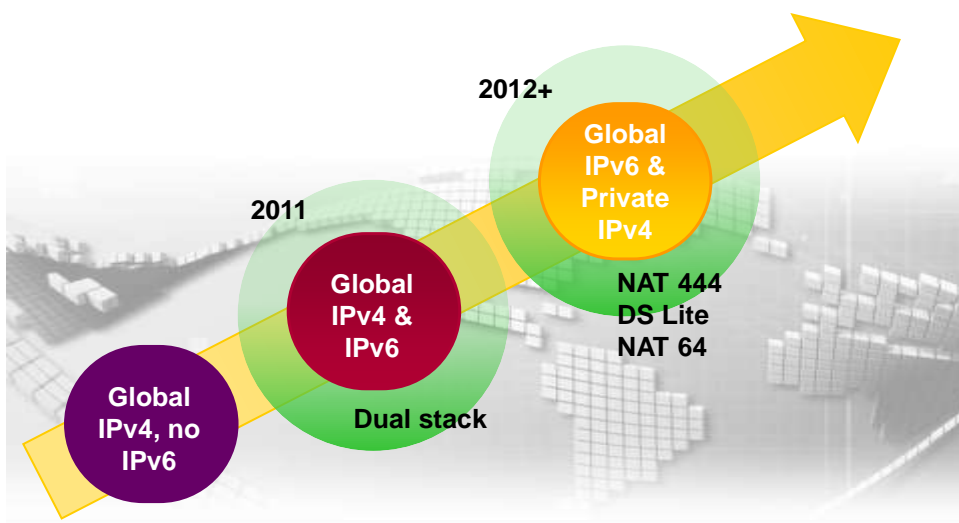 2012+
Global
IPv6 &
Private
IPv4
NAT 444
DS Lite
NAT 64
2011
Global
IPv4 &
IPv6
Dual stack
Global
IPv4, no
IPv6